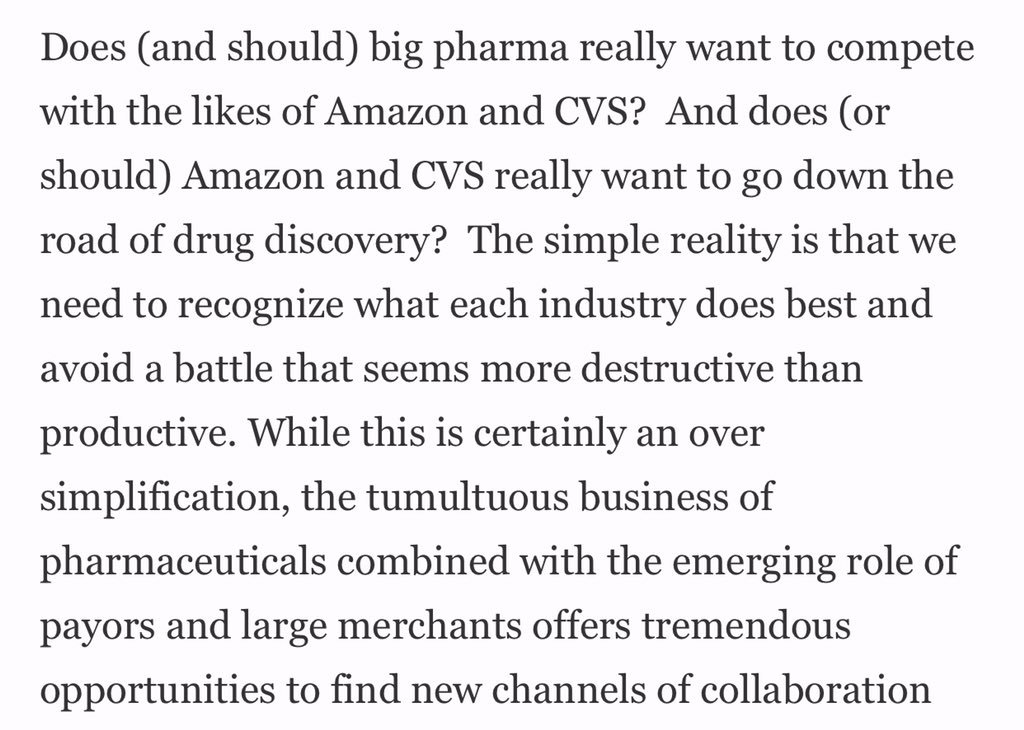 Does (and should) big pharma really want to compete
with the likes of Amazon and CVS?  And does (or
should) Amazon and CVS really want to go down the
road of drug discovery?  The simple reality is that we
need to recognize what each industry does best and
avoid a battle that seems more destructive than
productive. While this is certainly an over
simplification, the tumultuous business of
pharmaceuticals combined with the emerging role of
payors and large merchants offers tremendous
opportunities to find new channels of collaboration